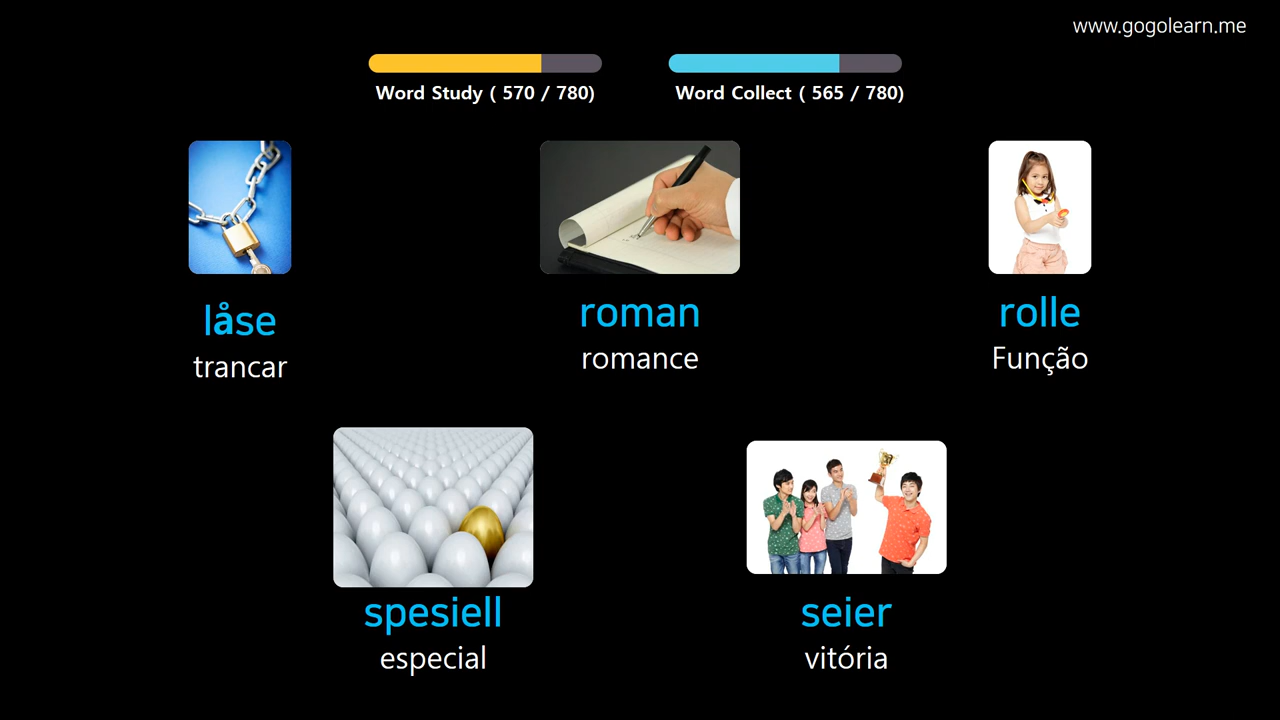 www.gogolearn.me
Word Study ( 570 / 780)
Word Collect ( 565 / 780)
låse
trancar
roman
romance
rolle
Função
spesiell
especial
seier
vitória